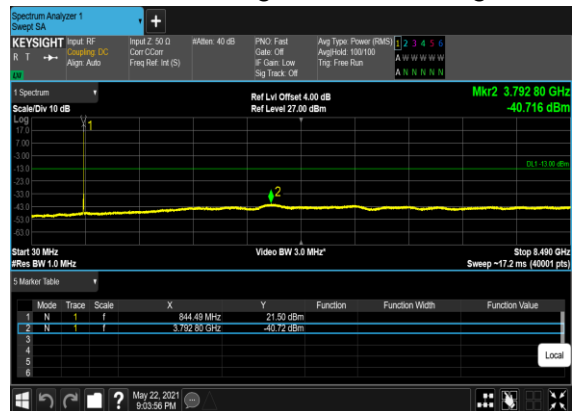 Spectrum Analyzer 1
Swept SA
+
KEYSIGHT Input: RF Input Z: 50 Ω #Atten: 40 dB PNO: Fast Avg Type: Power (RMS) 1 2 3 4 5 6
R T Coupling: DC Corr CCorr Gate: Off Avg|Hold: 100/100 A W W W W W
Align: Auto Freq Ref: Int (S) IF Gain: Low Trig: Free Run
Sig Track: Off A N N N N N
1 Spectrum Ref Lvl Offset 4.00 dB Mkr2 3.792 80 GHz
Scale/Div 10 dB Ref Level 27.00 dBm -40.716 dBm
Log
17.0 1
7.00
-3.00
-13.0 DL1 -13.00 dBm
-23.0
-33.0 2
-43.0
-53.0
-63.0
Start 30 MHz Video BW 3.0 MHz* Stop 8.490 GHz
#Res BW 1.0 MHz Sweep ~17.2 ms (40001 pts)
5 Marker Table
Mode Trace Scale X Y Function Function Width Function Value
1 N 1 f 844.49 MHz 21.50 dBm
2 N 1 f 3.792 80 GHz -40.72 dBm
3
4
5
6
Local
? May 22, 2021
9:03:56 PM